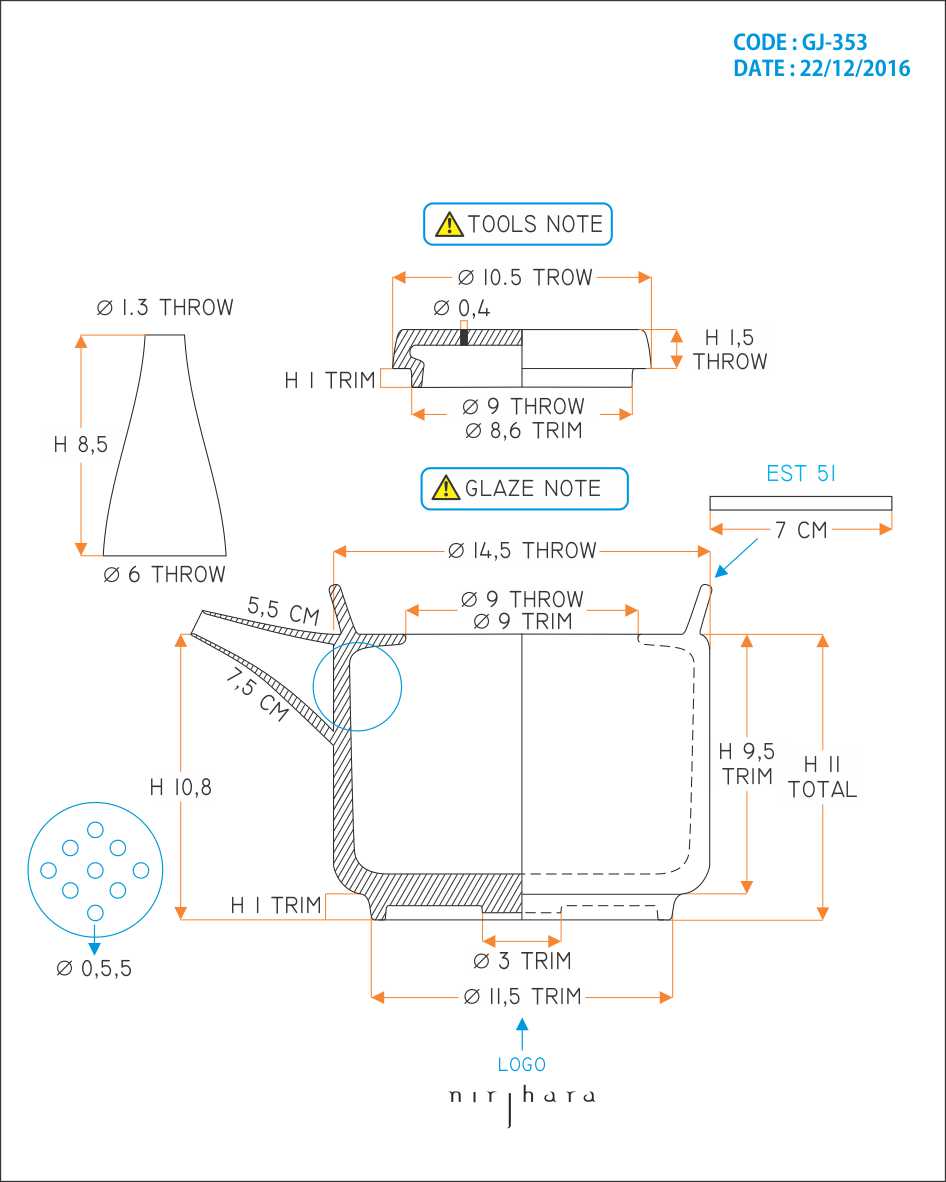 CODE : GJ-353
DATE : 22/12/2016
TOOLS NOTE
Ø 10.5 TROW
Ø 0,4
Ø 1.3 THROW
H 1,5
THROW
H 1 TRIM
Ø 9 THROW
Ø 8,6 TRIM
H 8,5
GLAZE NOTE
EST 51
7 CM
Ø 14,5 THROW
Ø 6 THROW
5,5 CM
Ø 9 THROW
Ø 9 TRIM
7,5 CM
H 9,5
TRIM
H 11
TOTAL
H 10,8
H 1 TRIM
Ø 3 TRIM
Ø 0,5,5
Ø 11,5 TRIM
LOGO
nirjhara